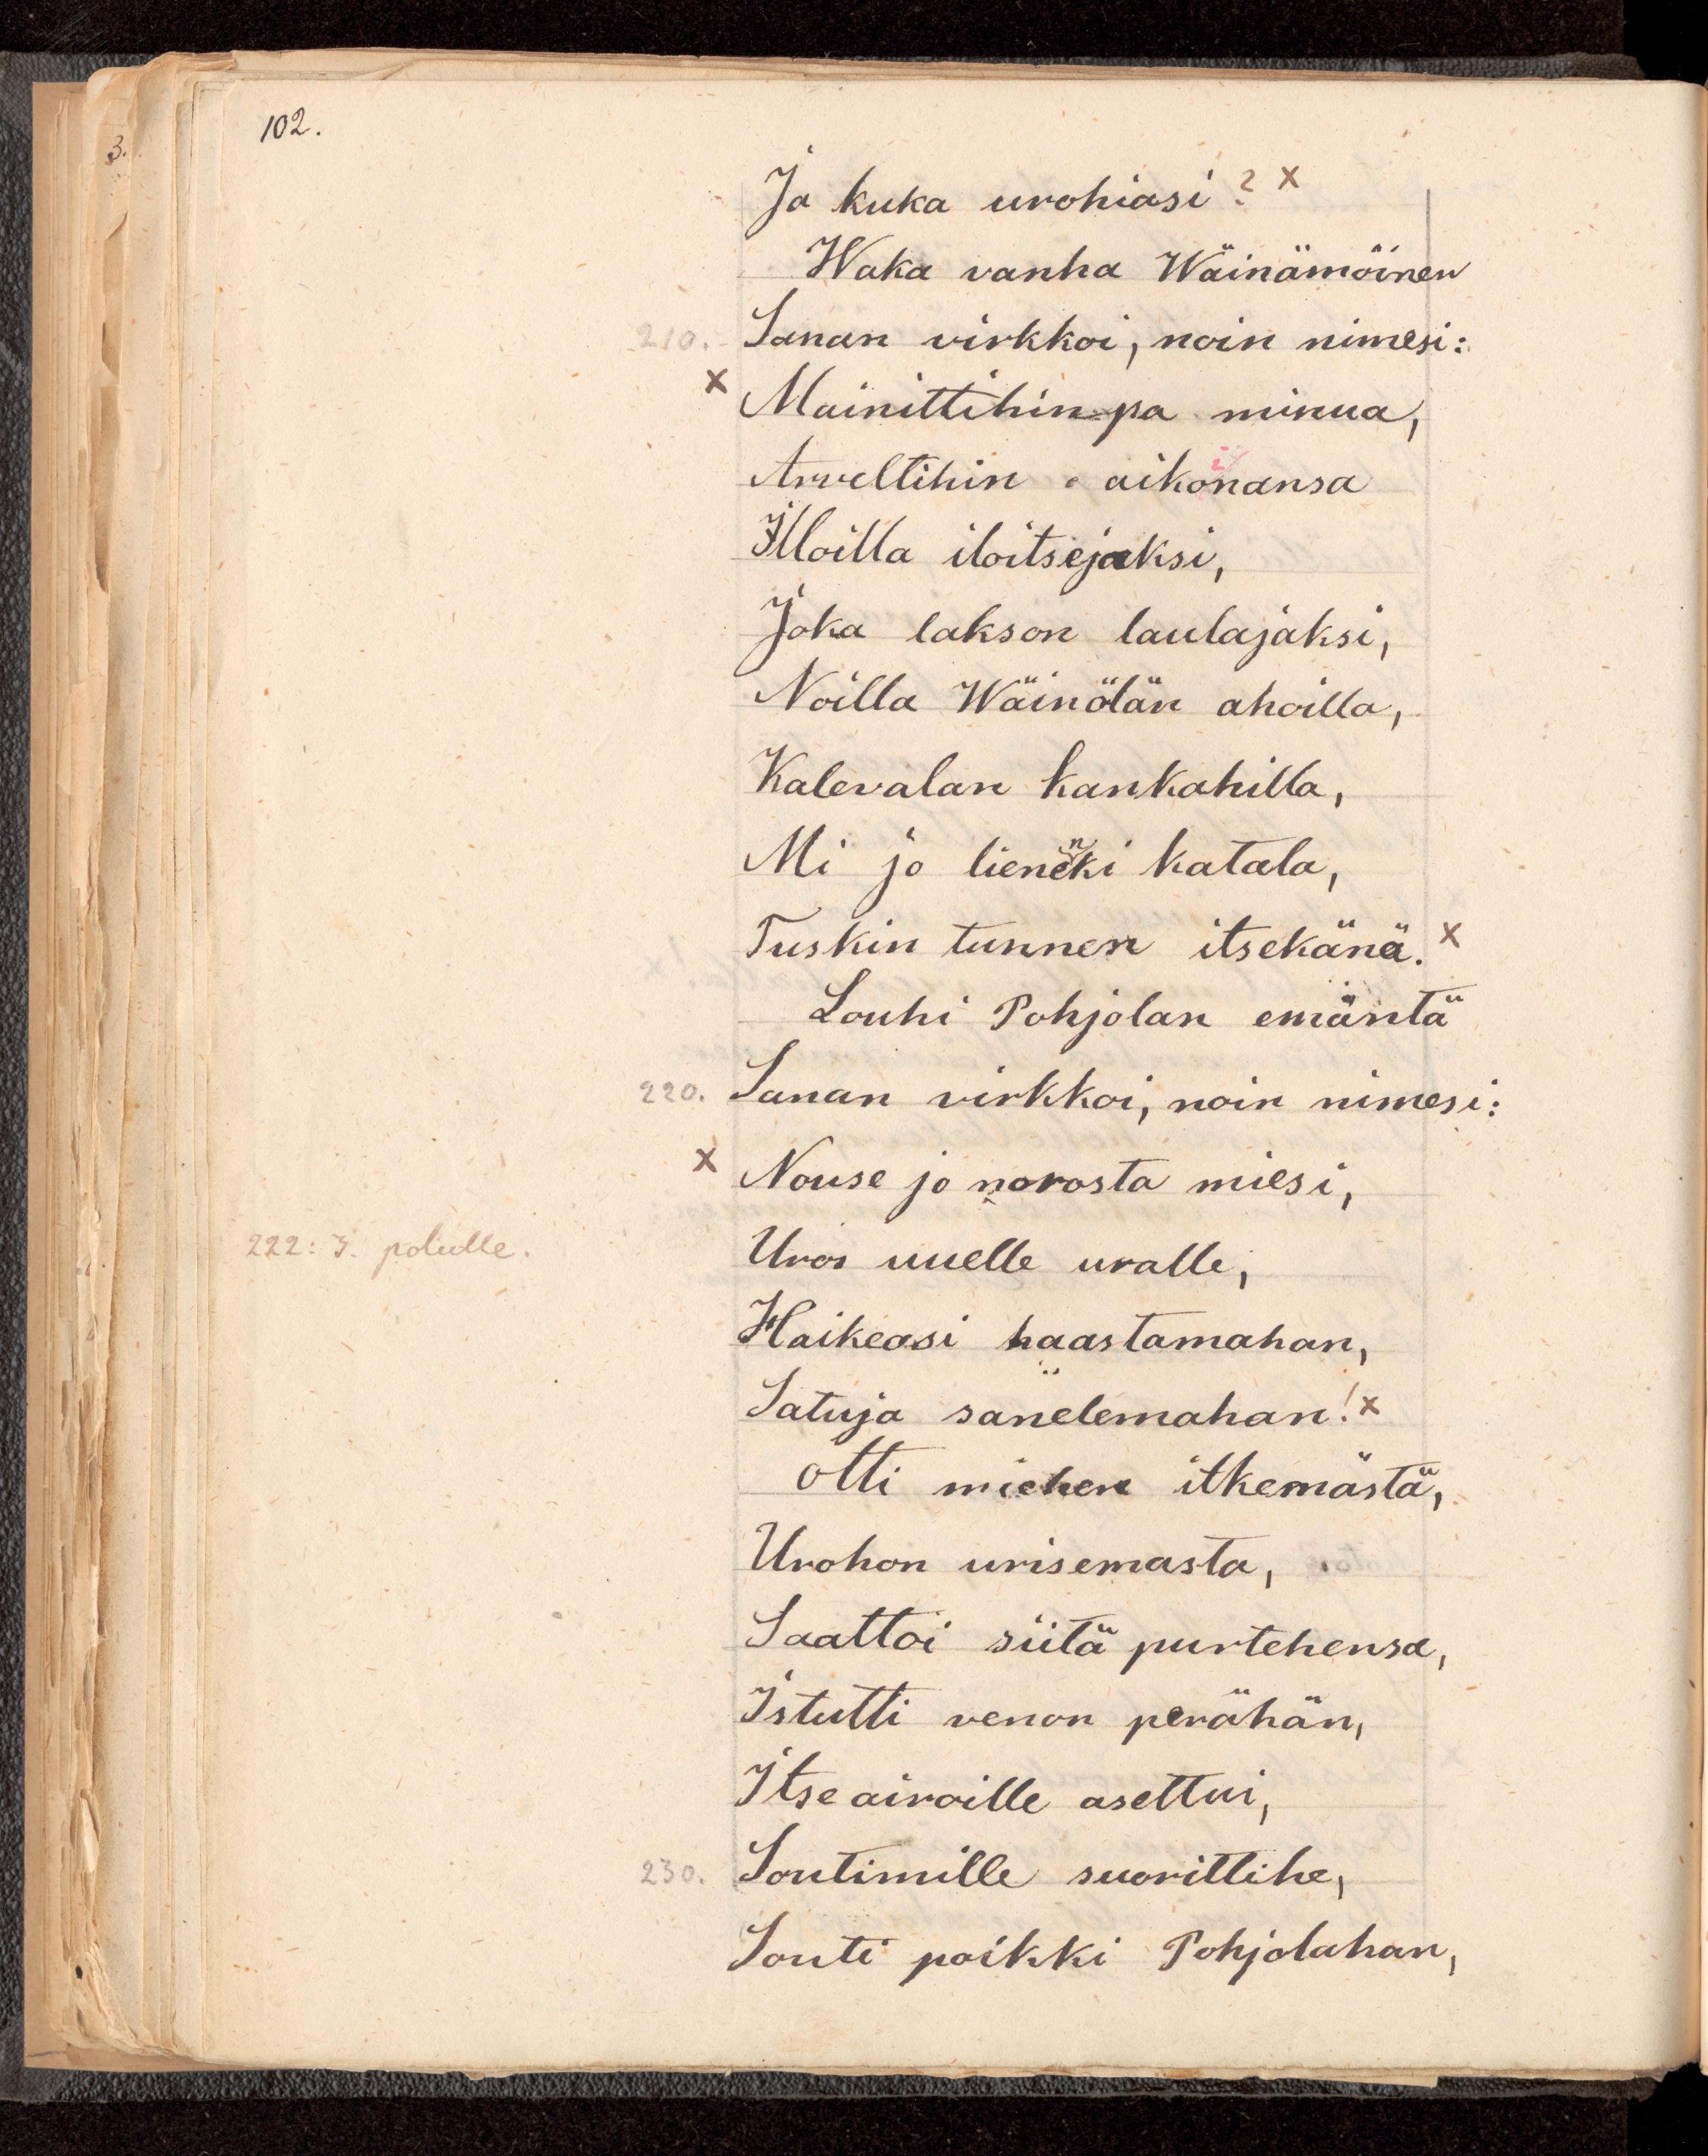 102.
3.
Ja kuka urohiasi? x
Waka vanha Wäinämöinen
210. Sanan virkkoi, noin nimesi:
x Mainittihin pa minua,
Arveltihin aikonansa
i
Iloilla iloitsejaksi,
Joka lakson laulajaksi,
Noilla Wäinölän ahoilla,
Kalevalan kankahilla,
Mi jo lieneki katala,
n
Tuskin tunnen itsekänä. x
Louhi Pohjolan emäntä
220. Sanan virkkoi, noin nimesi:
x Nouse jo norosta miesi,
222: 3. polulle.
Uros uuelle uralle,
Haikeasi haastamahan,
Satuja sanelemahan! x
Otti miehen itkemästä,
Urohon urisemasta,
Saattoi siitä purtehensa,
Istutti venon perähän,
Itse airoille asettui,
230. Soutimille suorittihe,
Souti poikki Pohjolahan,